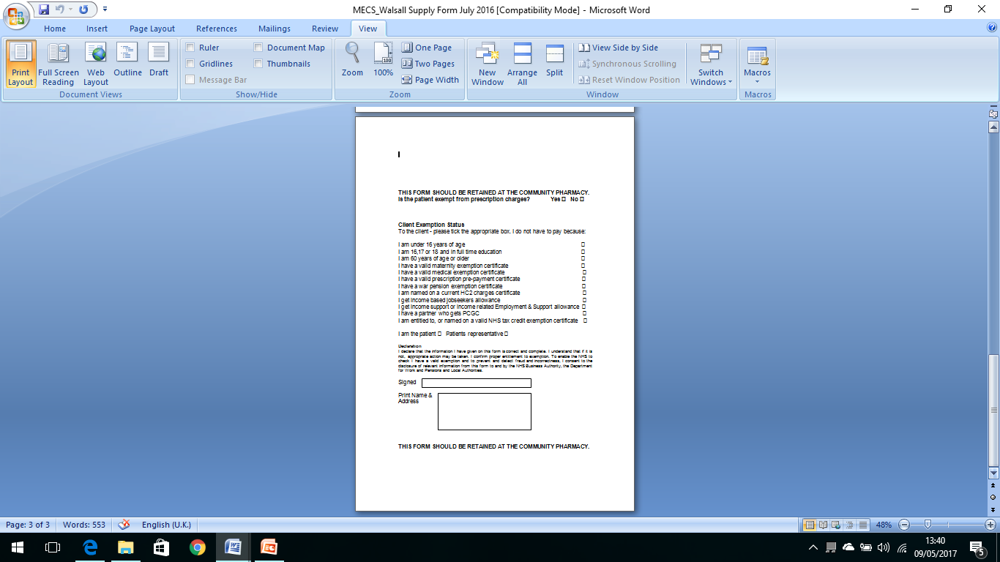 MECS_Walsall Supply Form July 2016 [Compatibility Mode] - Microsoft Word
Home Insert Page Layout References Mailings Review View
Print Layout
Full Screen Reading
Web Layout
Outline
Draft
Document Views
Ruler
Gridlines
Message Bar
Document Map
Thumbnails
Show/Hide
Zoom
100%
One Page
Two Pages
Page Width
Zoom
New Window
Arrange All
Split
View Side by Side
Synchronous Scrolling
Reset Window Position
Window
Switch Windows
Macros
Macros
THIS FORM SHOULD BE RETAINED AT THE COMMUNITY PHARMACY.
Is the patient exempt from prescription charges? Yes □ No □
Client Exemption Status
To the client - please tick the appropriate box. I do not have to pay because:
I am under 16 years of age □
I am 16,17 or 18 and in full time education □
I am 60 years of age or older □
I have a valid maternity exemption certificate □
I have a valid medical exemption certificate □
I have a valid prescription pre-payment certificate □
I have a war pension exemption certificate □
I am named on a current HC2 charges certificate □
I get income based jobseekers allowance □
I get income support or income related Employment & Support allowance □
I have a partner who gets PCGC □
I am entitled to, or named on a valid NHS tax credit exemption certificate □
I am the patient □ Patients representative □
Declaration
I declare that the information I have given on this form is correct and complete. I understand that if it is
not, appropriate action may be taken. I confirm proper entitlement to exemption. To enable the NHS to
check I have a valid exemption and to prevent and detect fraud and incorrectness, I consent to the
disclosure of relevant information from this form to and by the NHS Business Authority, the Department
for Work and Pensions and Local Authorities.
Signed
Print Name &
Address
THIS FORM SHOULD BE RETAINED AT THE COMMUNITY PHARMACY.
Page: 3 of 3 Words: 553 English (U.K.) 48%
13:40
09/05/2017
5